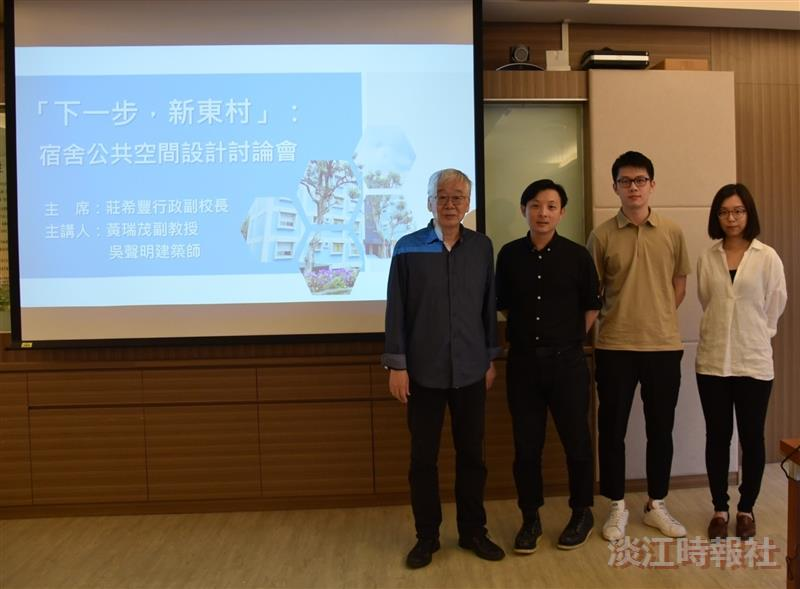 「下一步，新東村」：
宿舍公共空間設計討論會
主　席：莊希豐行政副校長
主講人：黃瑞茂副教授
吳聲明建築師
淡江時報社